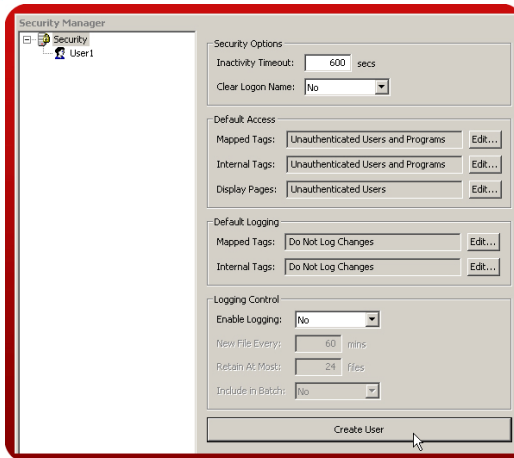 Security Manager
Security
User1
Security Options
Inactivity Timeout: 600 secs
Clear Logon Name: No
Default Access
Mapped Tags: Unauthenticated Users and Programs Edit...
Internal Tags: Unauthenticated Users and Programs Edit...
Display Pages: Unauthenticated Users Edit...
Default Logging
Mapped Tags: Do Not Log Changes Edit...
Internal Tags: Do Not Log Changes Edit...
Logging Control
Enable Logging: No
New File Every: 60 mins
Retain At Most: 24 files
Include in Batch: No
Create User